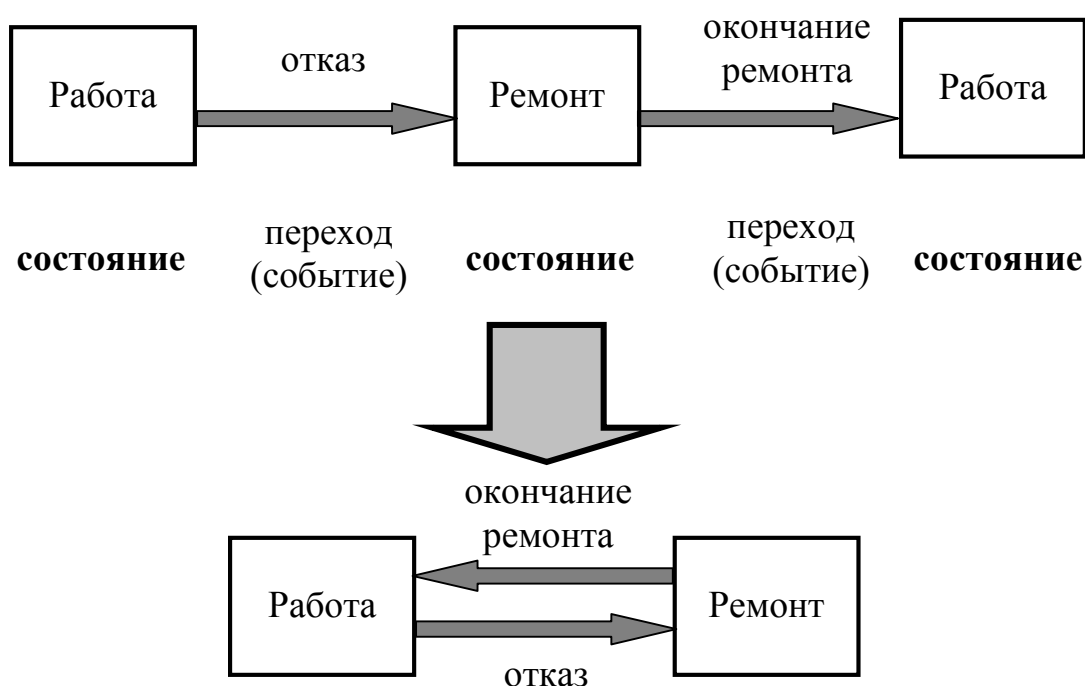 отказ
окончание
ремонта
Работа
Ремонт
Работа
состояние
переход
(событие)
состояние
переход
(событие)
состояние
окончание
ремонта
Работа
Ремонт
отказ